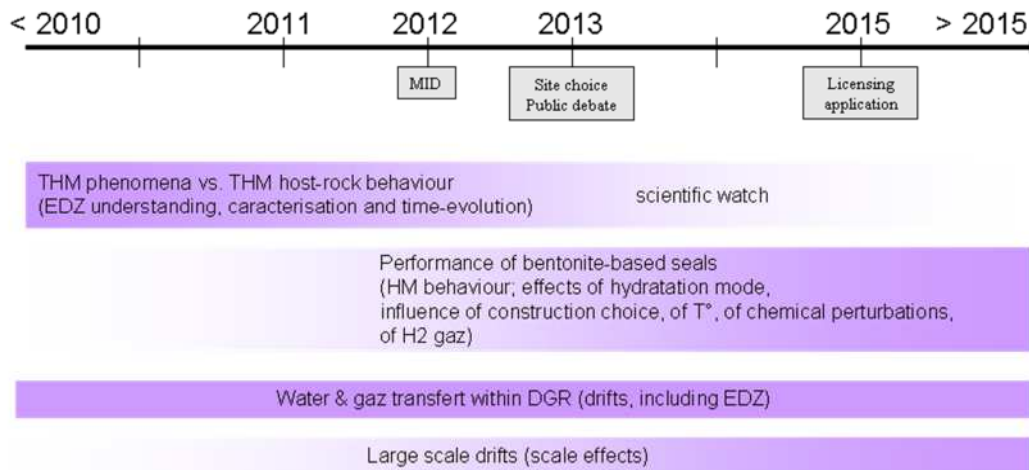 < 2010 2011 2012 2013 2015 > 2015
MID
Site choice
Public debate
Licensing
application
THM phenomena vs. THM host-rock behaviour
(EDZ understanding, caracterisation and time-evolution)
scientific watch
Performance of bentonite-based seals
(HM behaviour; effects of hydratation mode,
influence of construction choice, of T°, of chemical perturbations,
of H2 gaz)
Water & gaz transfert within DGR (drifts, including EDZ)
Large scale drifts (scale effects)